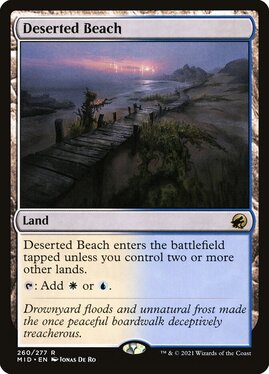 Deserted Beach
Land
Deserted Beach enters the battlefield
tapped unless you control two or more
other lands.
: Add or .
Drownyard floods and unnatural frost made
the once peaceful boardwalk deceptively
treacherous.
260/277 R
MID • EN Jonas De Ro
™ & © 2021 Wizards of the Coast